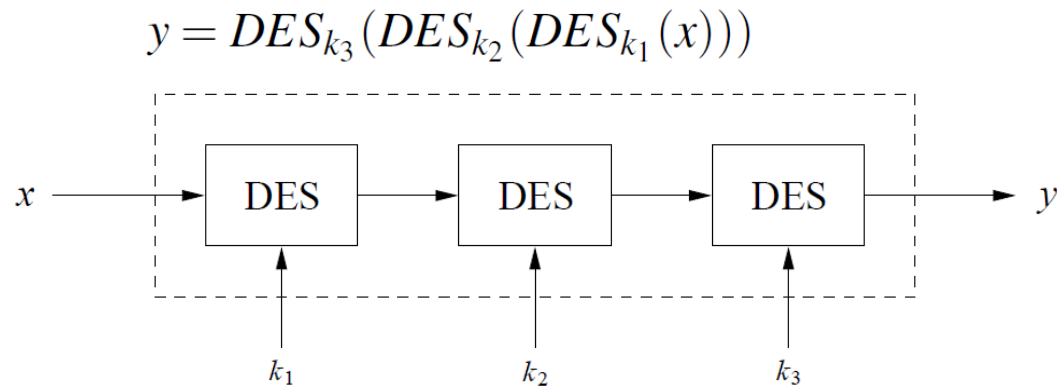 y = DES_{k_3}(DES_{k_2}(DES_{k_1}(x)))
x DES DES DES y
k_1 k_2 k_3